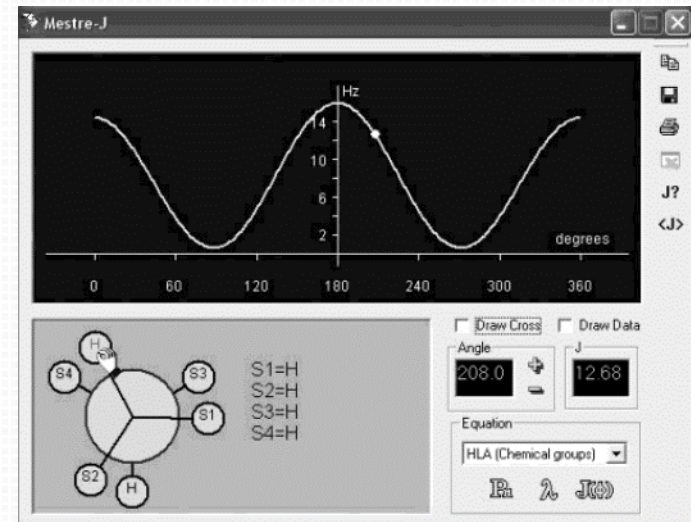 Mestre-J
Hz
14
10
6
2
degrees
0 60 120 180 240 300 360
J?
<J>
Draw Cross Draw Data
Angle J
208.0 12.68
Equation
HLA (Chemical groups)
H
S4 S3
S1
S2
H
S1=H
S2=H
S3=H
S4=H
λ J(ϕ)